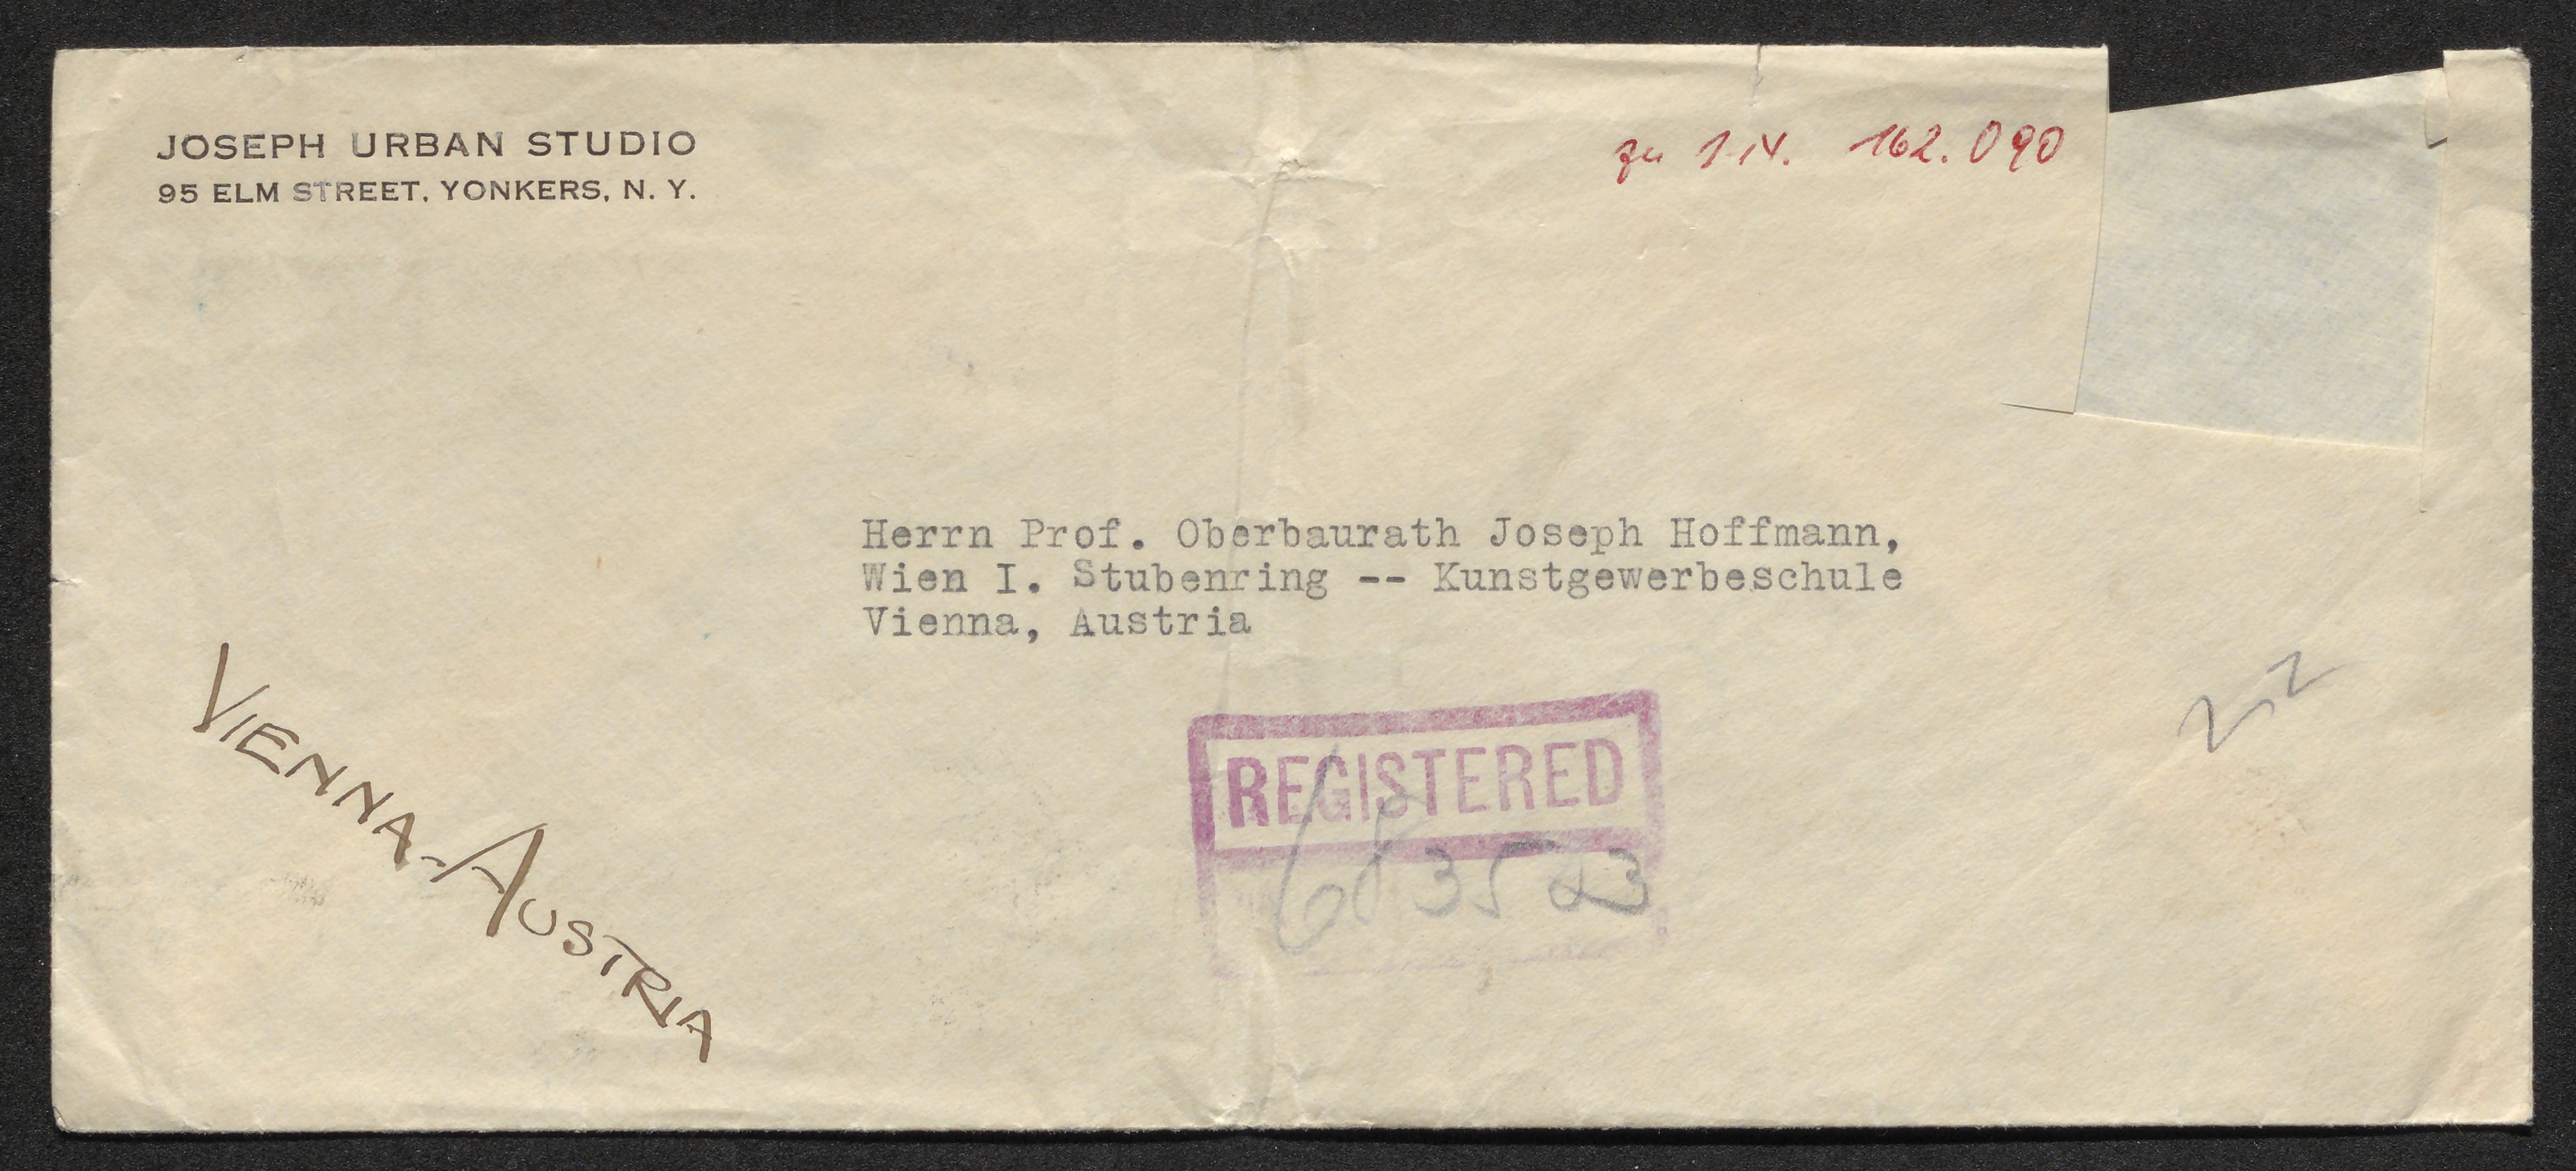 JOSEPH URBAN STUDIO
95 ELM STREET, YONKERS, N. Y.
zu I.N. 162.090
Herrn Prof. Oberbaurath Joseph Hoffmann,
Wien I. Stubenring -- Kunstgewerbeschule
Vienna, Austria
VIENNA-AUSTRIA
REGISTERED